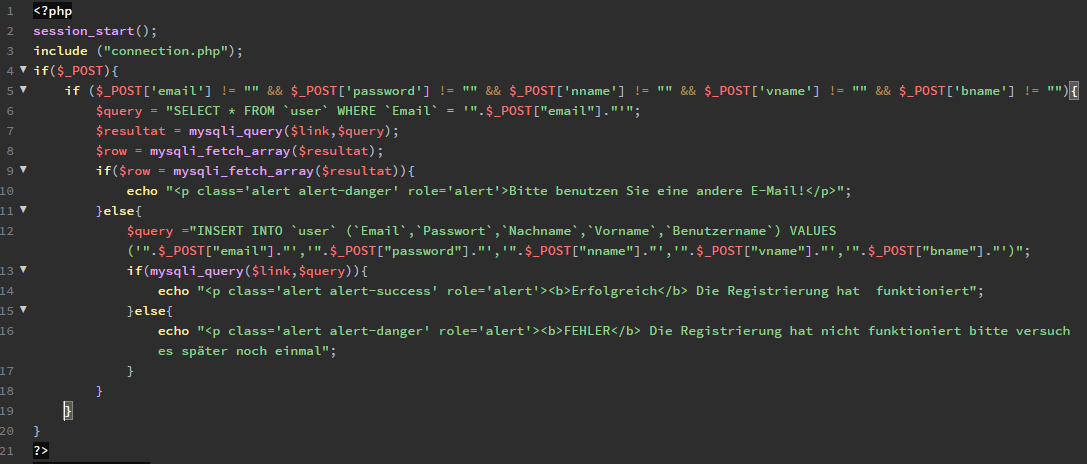 1 <?php
2 session_start();
3 include ("connection.php");
4 if($_POST){
5 if ($_POST['email'] != "" && $_POST['password'] != "" && $_POST['nname'] != "" && $_POST['vname'] != "" && $_POST['bname'] != ""){
6 $query = "SELECT * FROM `user` WHERE `Email` = '".$_POST["email"]."'";
7 $resultat = mysqli_query($link,$query);
8 $row = mysqli_fetch_array($resultat);
9 if($row = mysqli_fetch_array($resultat)){
10 echo "<p class='alert alert-danger' role='alert'>Bitte benutzen Sie eine andere E-Mail!</p>";
11 }else{
12 $query ="INSERT INTO `user` (`Email`,`Passwort`,`Nachname`,`Vorname`,`Benutzername`) VALUES
('".$_POST["email"]."','".$_POST["password"]."','".$_POST["nname"]."','".$_POST["vname"]."','".$_POST["bname"]."')";
13 if(mysqli_query($link,$query)){
14 echo "<p class='alert alert-success' role='alert'><b>Erfolgreich</b> Die Registrierung hat  funktioniert";
15 }else{
16 echo "<p class='alert alert-danger' role='alert'><b>FEHLER</b> Die Registrierung hat nicht funktioniert bitte versuch
es später noch einmal";
17 }
18 }
19 }
20 }
21 ?>